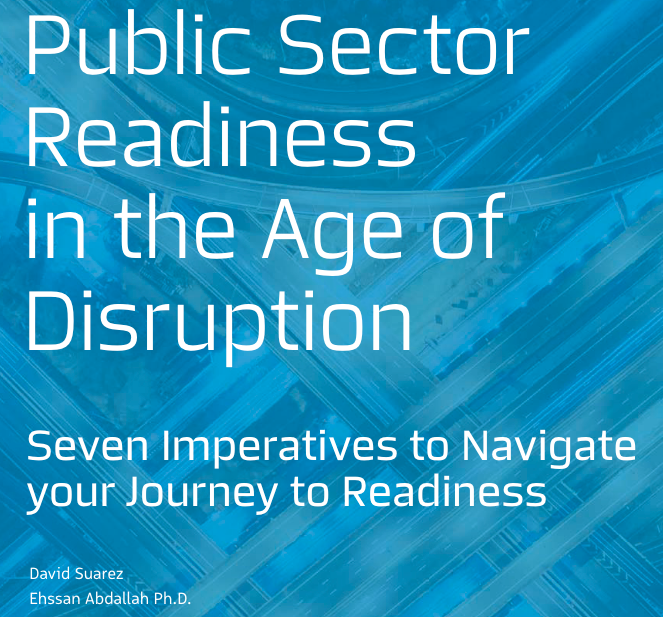 Public Sector
Readiness
in the Age of
Disruption
Seven Imperatives to Navigate
your Journey to Readiness
David Suarez
Ehssan Abdallah Ph.D.